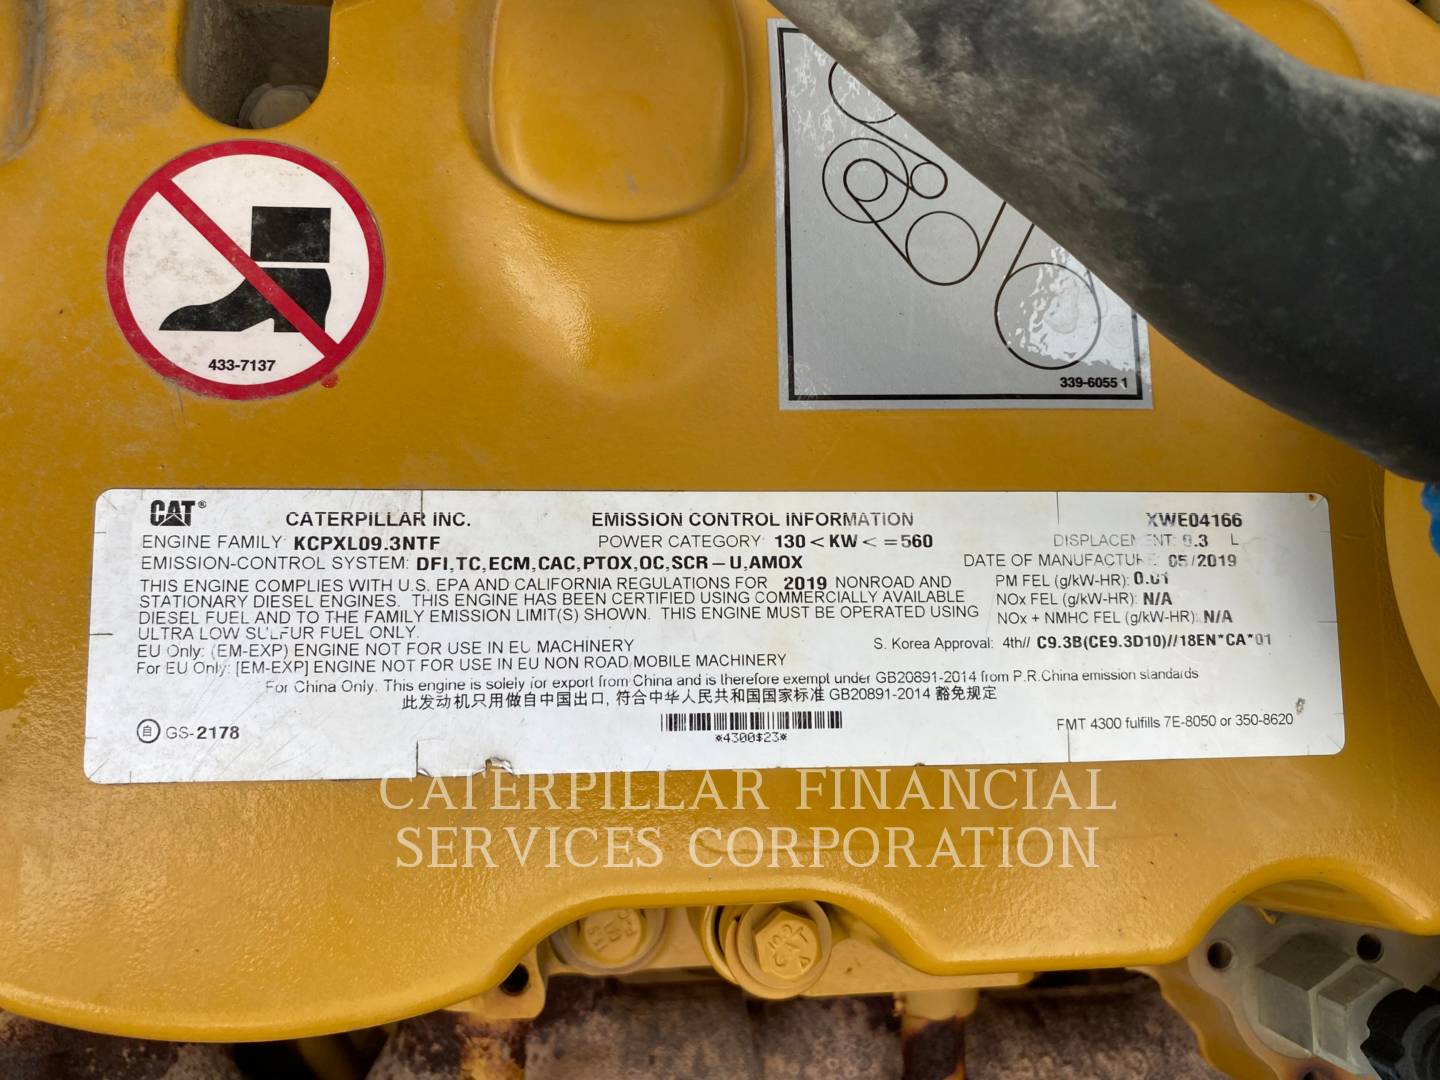 433-7137
339-6055 1
CAT® CATERPILLAR INC. EMISSION CONTROL INFORMATION XWE04166
ENGINE FAMILY: KCPXL09.3NTF POWER CATEGORY: 130 < KW < = 560 DISPLACEMENT: 9.3 L
EMISSION-CONTROL SYSTEM: DFI,TC,ECM,CAC,PTOX,OC,SCR-U,AMOX DATE OF MANUFACTURE: 05/2019
THIS ENGINE COMPLIES WITH U.S. EPA AND CALIFORNIA REGULATIONS FOR 2019 NONROAD AND PM FEL (g/kW-HR): 0.01
STATIONARY DIESEL ENGINES. THIS ENGINE HAS BEEN CERTIFIED USING COMMERCIALLY AVAILABLE NOx FEL (g/kW-HR): N/A
DIESEL FUEL AND TO THE FAMILY EMISSION LIMIT(S) SHOWN. THIS ENGINE MUST BE OPERATED USING NOx + NMHC FEL (g/kW-HR): N/A
ULTRA LOW SULFUR FUEL ONLY.
EU Only: (EM-EXP) ENGINE NOT FOR USE IN EU MACHINERY S. Korea Approval: 4th// C9.3B(CE9.3D10)//18EN*CA*01
For EU Only: [EM-EXP] ENGINE NOT FOR USE IN EU NON ROAD MOBILE MACHINERY
For China Only: This engine is solely for export from China and is therefore exempt under GB20891-2014 from P.R.China emission standards
此发动机只用做自中国出口, 符合中华人民共和国国家标准 GB20891-2014 豁免规定
自 GS-2178 FMT 4300 fulfills 7E-8050 or 350-8620
*4300$23*
CATERPILLAR FINANCIAL
SERVICES CORPORATION
CAT